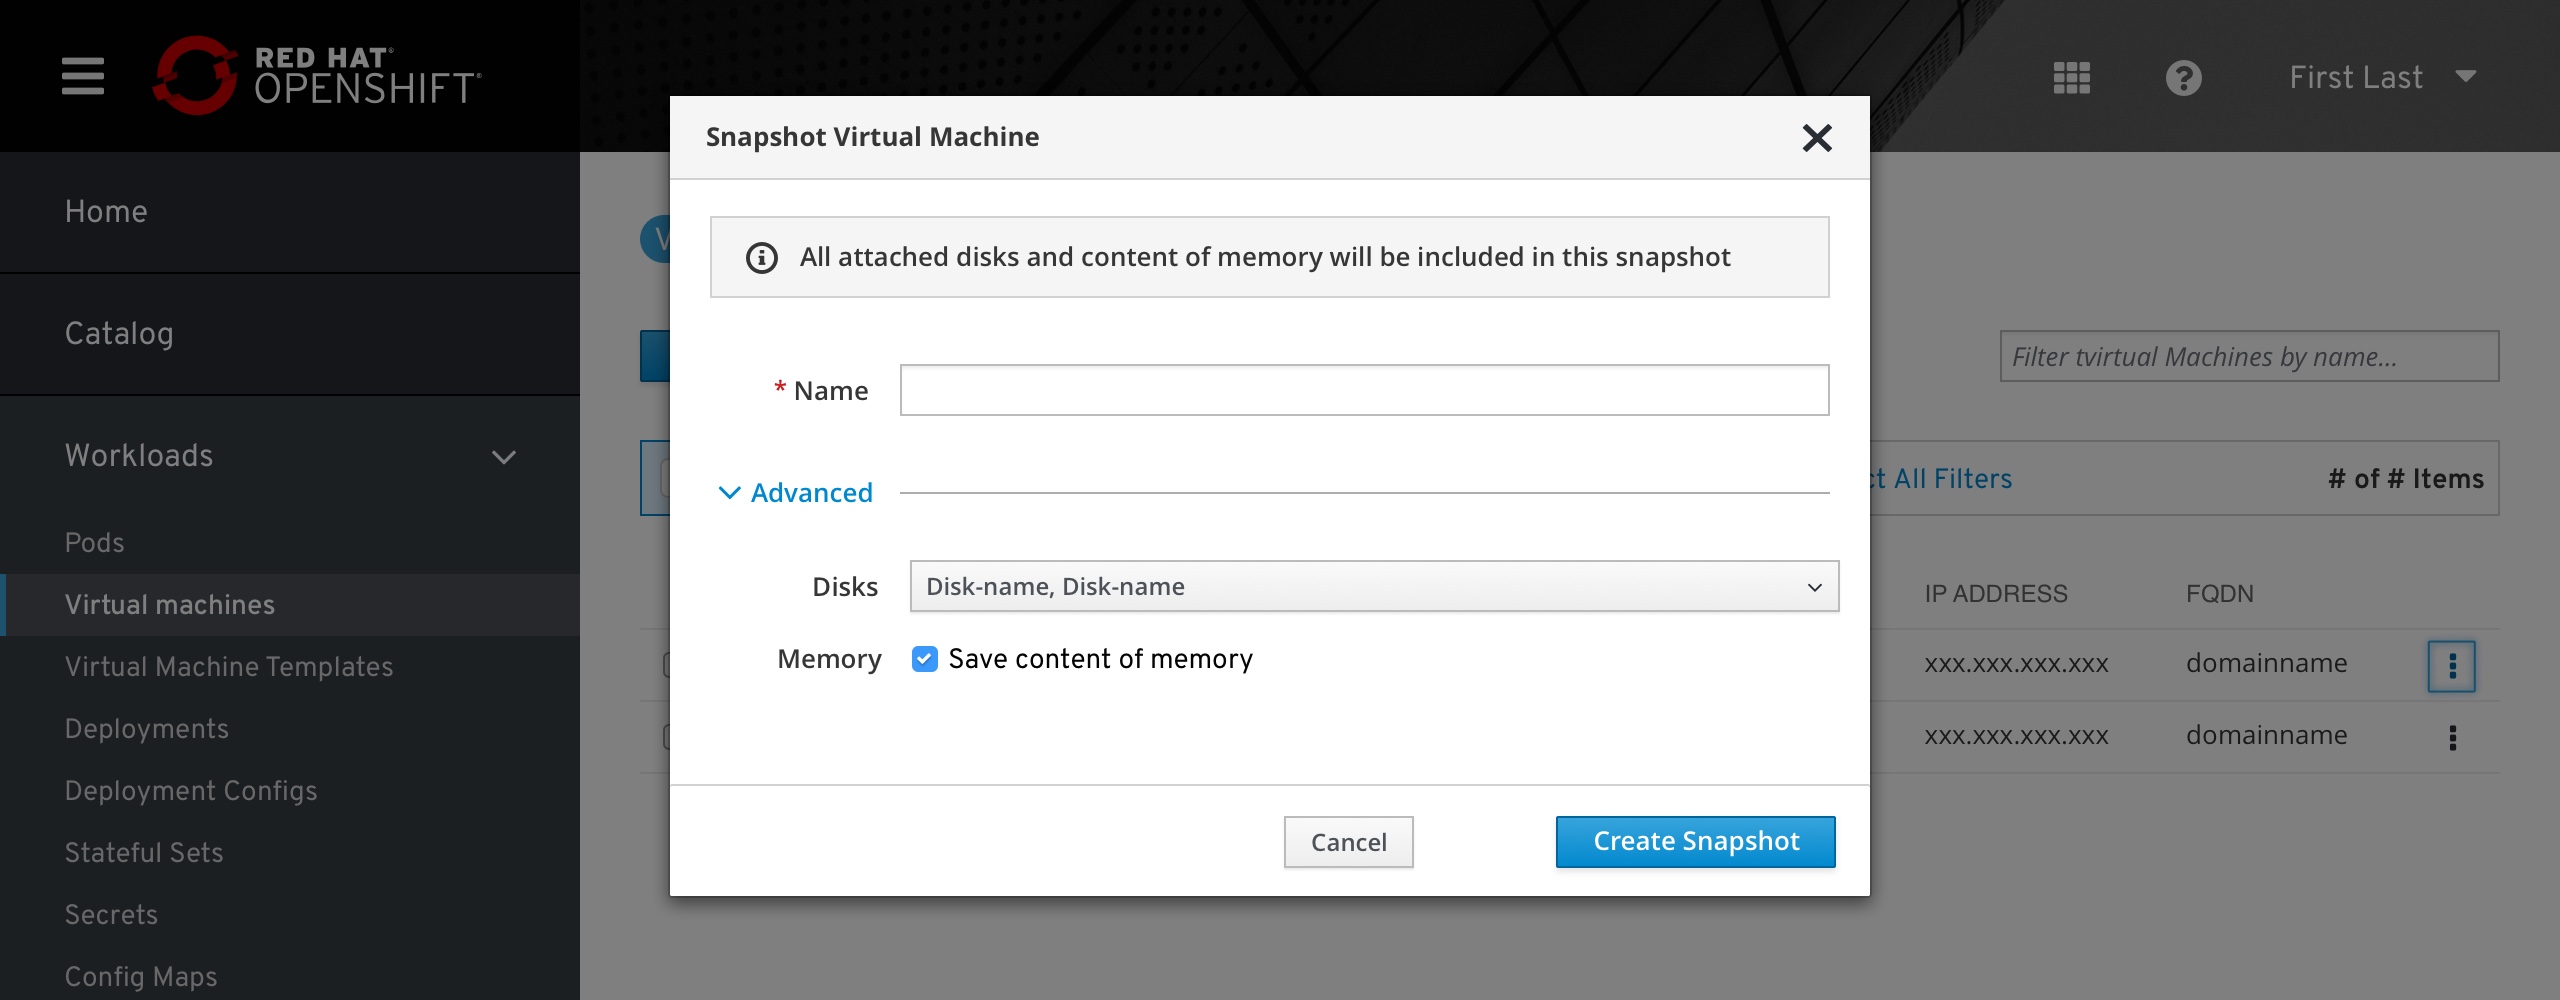 RED HAT®
OPENSHIFT®
First Last
Home
Catalog
Workloads
Pods
Virtual machines
Virtual Machine Templates
Deployments
Deployment Configs
Stateful Sets
Secrets
Config Maps
Snapshot Virtual Machine
All attached disks and content of memory will be included in this snapshot
* Name
Advanced
Disks Disk-name, Disk-name
Memory Save content of memory
Cancel Create Snapshot
V
Filter tvirtual Machines by name...
ct All Filters # of # Items
IP ADDRESS FQDN
xxx.xxx.xxx.xxx domainname
xxx.xxx.xxx.xxx domainname